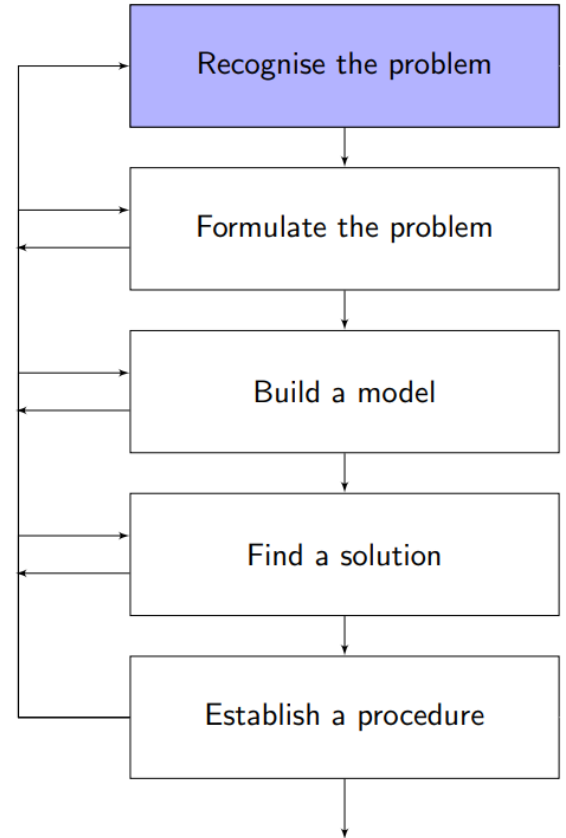 Recognise the problem
Formulate the problem
Build a model
Find a solution
Establish a procedure